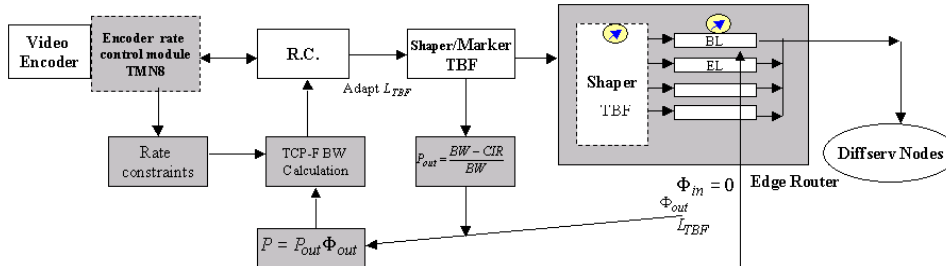 Video
Encoder
Encoder rate
control module
TMN8
R.C.
Adapt L_TBF
Shaper/Marker
TBF
Shaper
TBF
BL
EL
Rate
constraints
TCP-F BW
Calculation
P_out = (BW − CIR)/BW
Φ_in = 0
Edge Router
Diffserv Nodes
Φ_out
L_TBF
P = P_out Φ_out